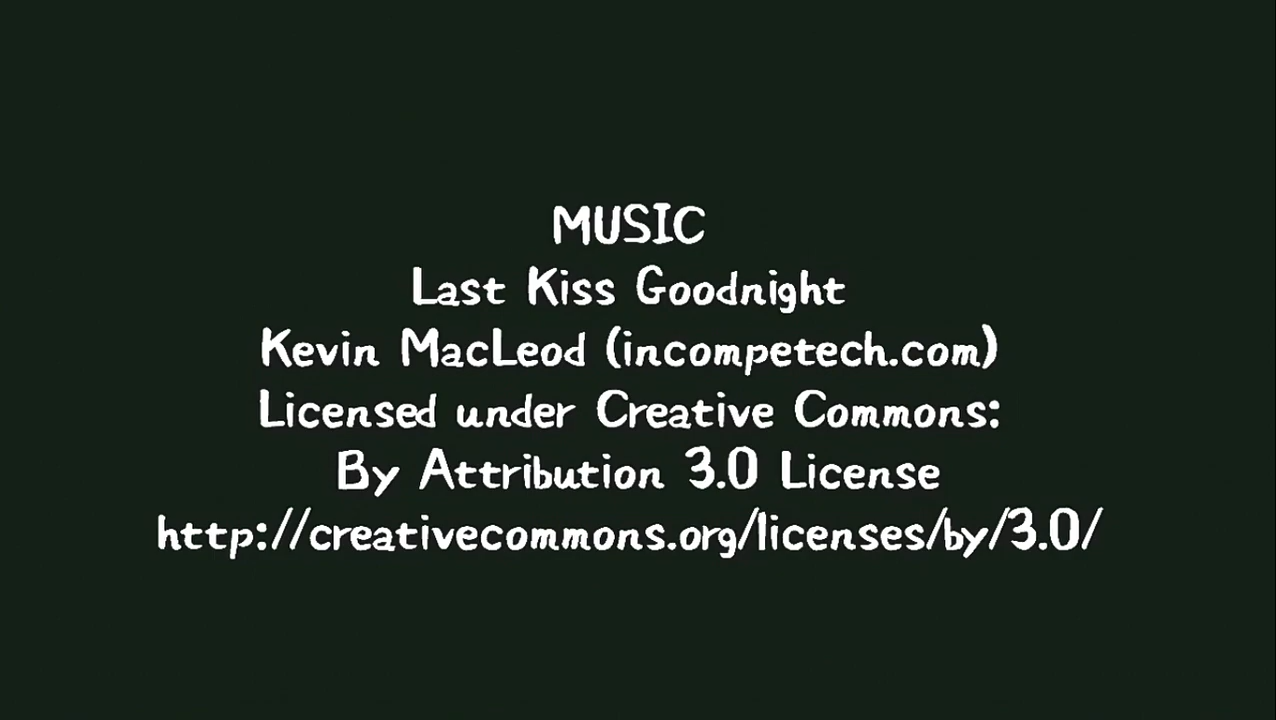 MUSIC
Last Kiss Goodnight
Kevin MacLeod (incompetech.com)
Licensed under Creative Commons:
By Attribution 3.0 License
http://creativecommons.org/licenses/by/3.0/